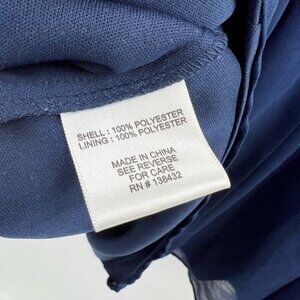 SHELL : 100% POLYESTER
LINING : 100% POLYESTER
MADE IN CHINA
SEE REVERSE
FOR CARE
RN # 138432